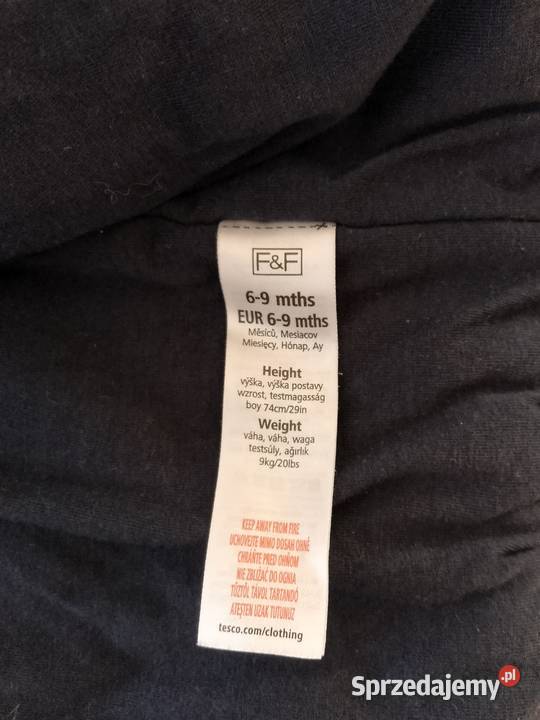 F&F
6-9 mths
EUR 6-9 mths
Měsíců, Mesiacov
Miesięcy, Hónap, Ay
Height
výška, výška postavy
wzrost, testmagasság
boy 74cm/29in
Weight
váha, váha, waga
testsúly, ağırlık
9kg/20lbs
KEEP AWAY FROM FIRE
UCHOVEJTE MIMO DOSAH OHNĚ
CHRÁŇTE PRED OHŇOM
NIE ZBLIŻAĆ DO OGNIA
TŰZTŐL TÁVOL TARTANDÓ
ATEŞTEN UZAK TUTUNUZ
tesco.com/clothing
Sprzedajemy.pl